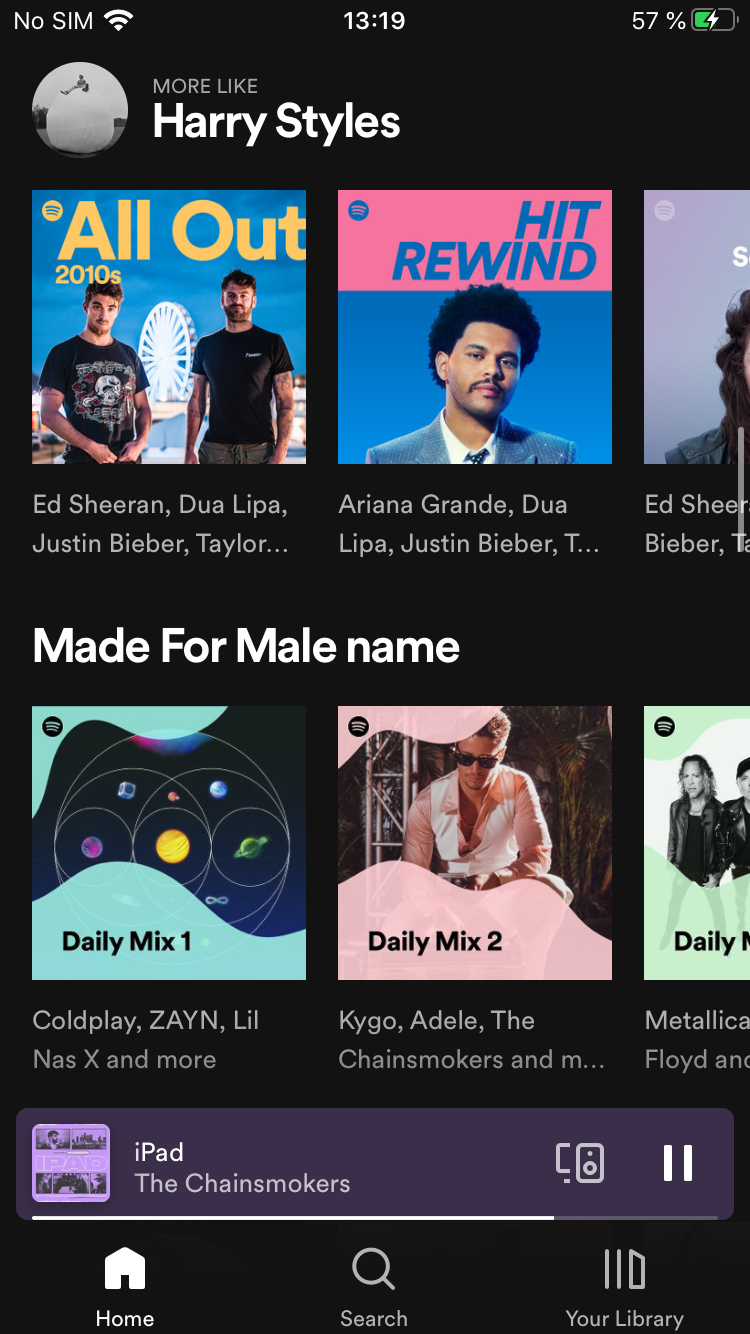 No SIM 13:19 57 %
MORE LIKE
Harry Styles
All Out
2010s
HIT
REWIND
Ed Sheeran, Dua Lipa,
Justin Bieber, Taylor...
Ariana Grande, Dua
Lipa, Justin Bieber, T...
Ed Sheer
Bieber, Ta
Made For Male name
Daily Mix 1
Daily Mix 2
Daily M
Coldplay, ZAYN, Lil
Nas X and more
Kygo, Adele, The
Chainsmokers and m...
Metallica
Floyd and
IPAD
iPad
The Chainsmokers
Home
Search
Your Library